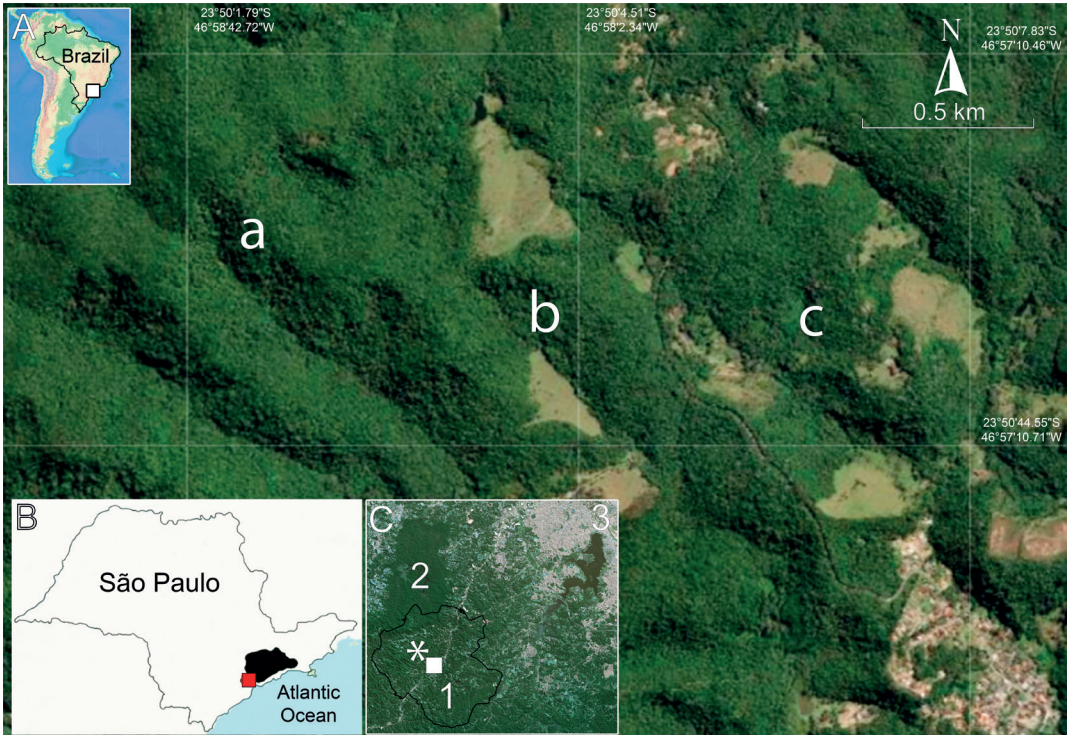 A
Brazil
23°50'1.79"S
46°58'42.72"W
23°50'4.51"S
46°58'2.34"W
23°50'7.83"S
46°57'10.46"W
N
0.5 km
a
b
c
23°50'44.55"S
46°57'10.71"W
B
São Paulo
Atlantic
Ocean
C
3
2
*
1